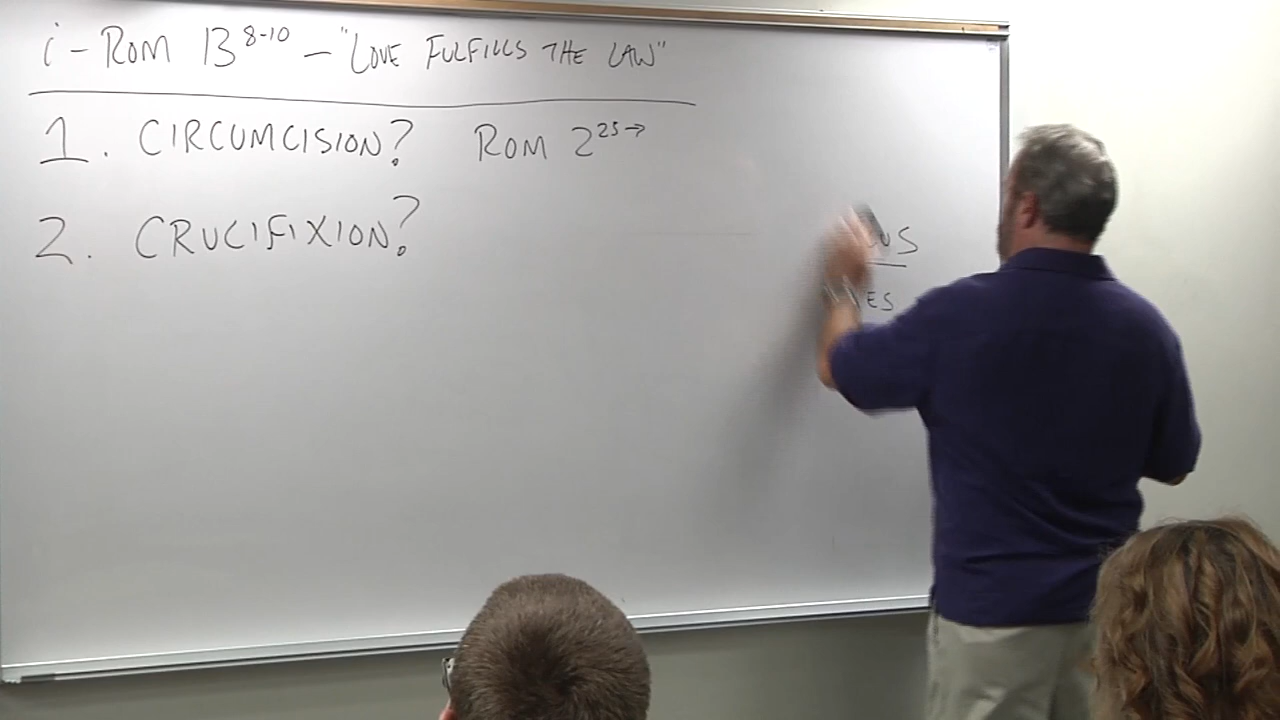 i - ROM 13 8-10 - "LOVE FULFILLS THE LAW"
1. CIRCUMCISION? ROM 2 25→
2. CRUCIFIXION?